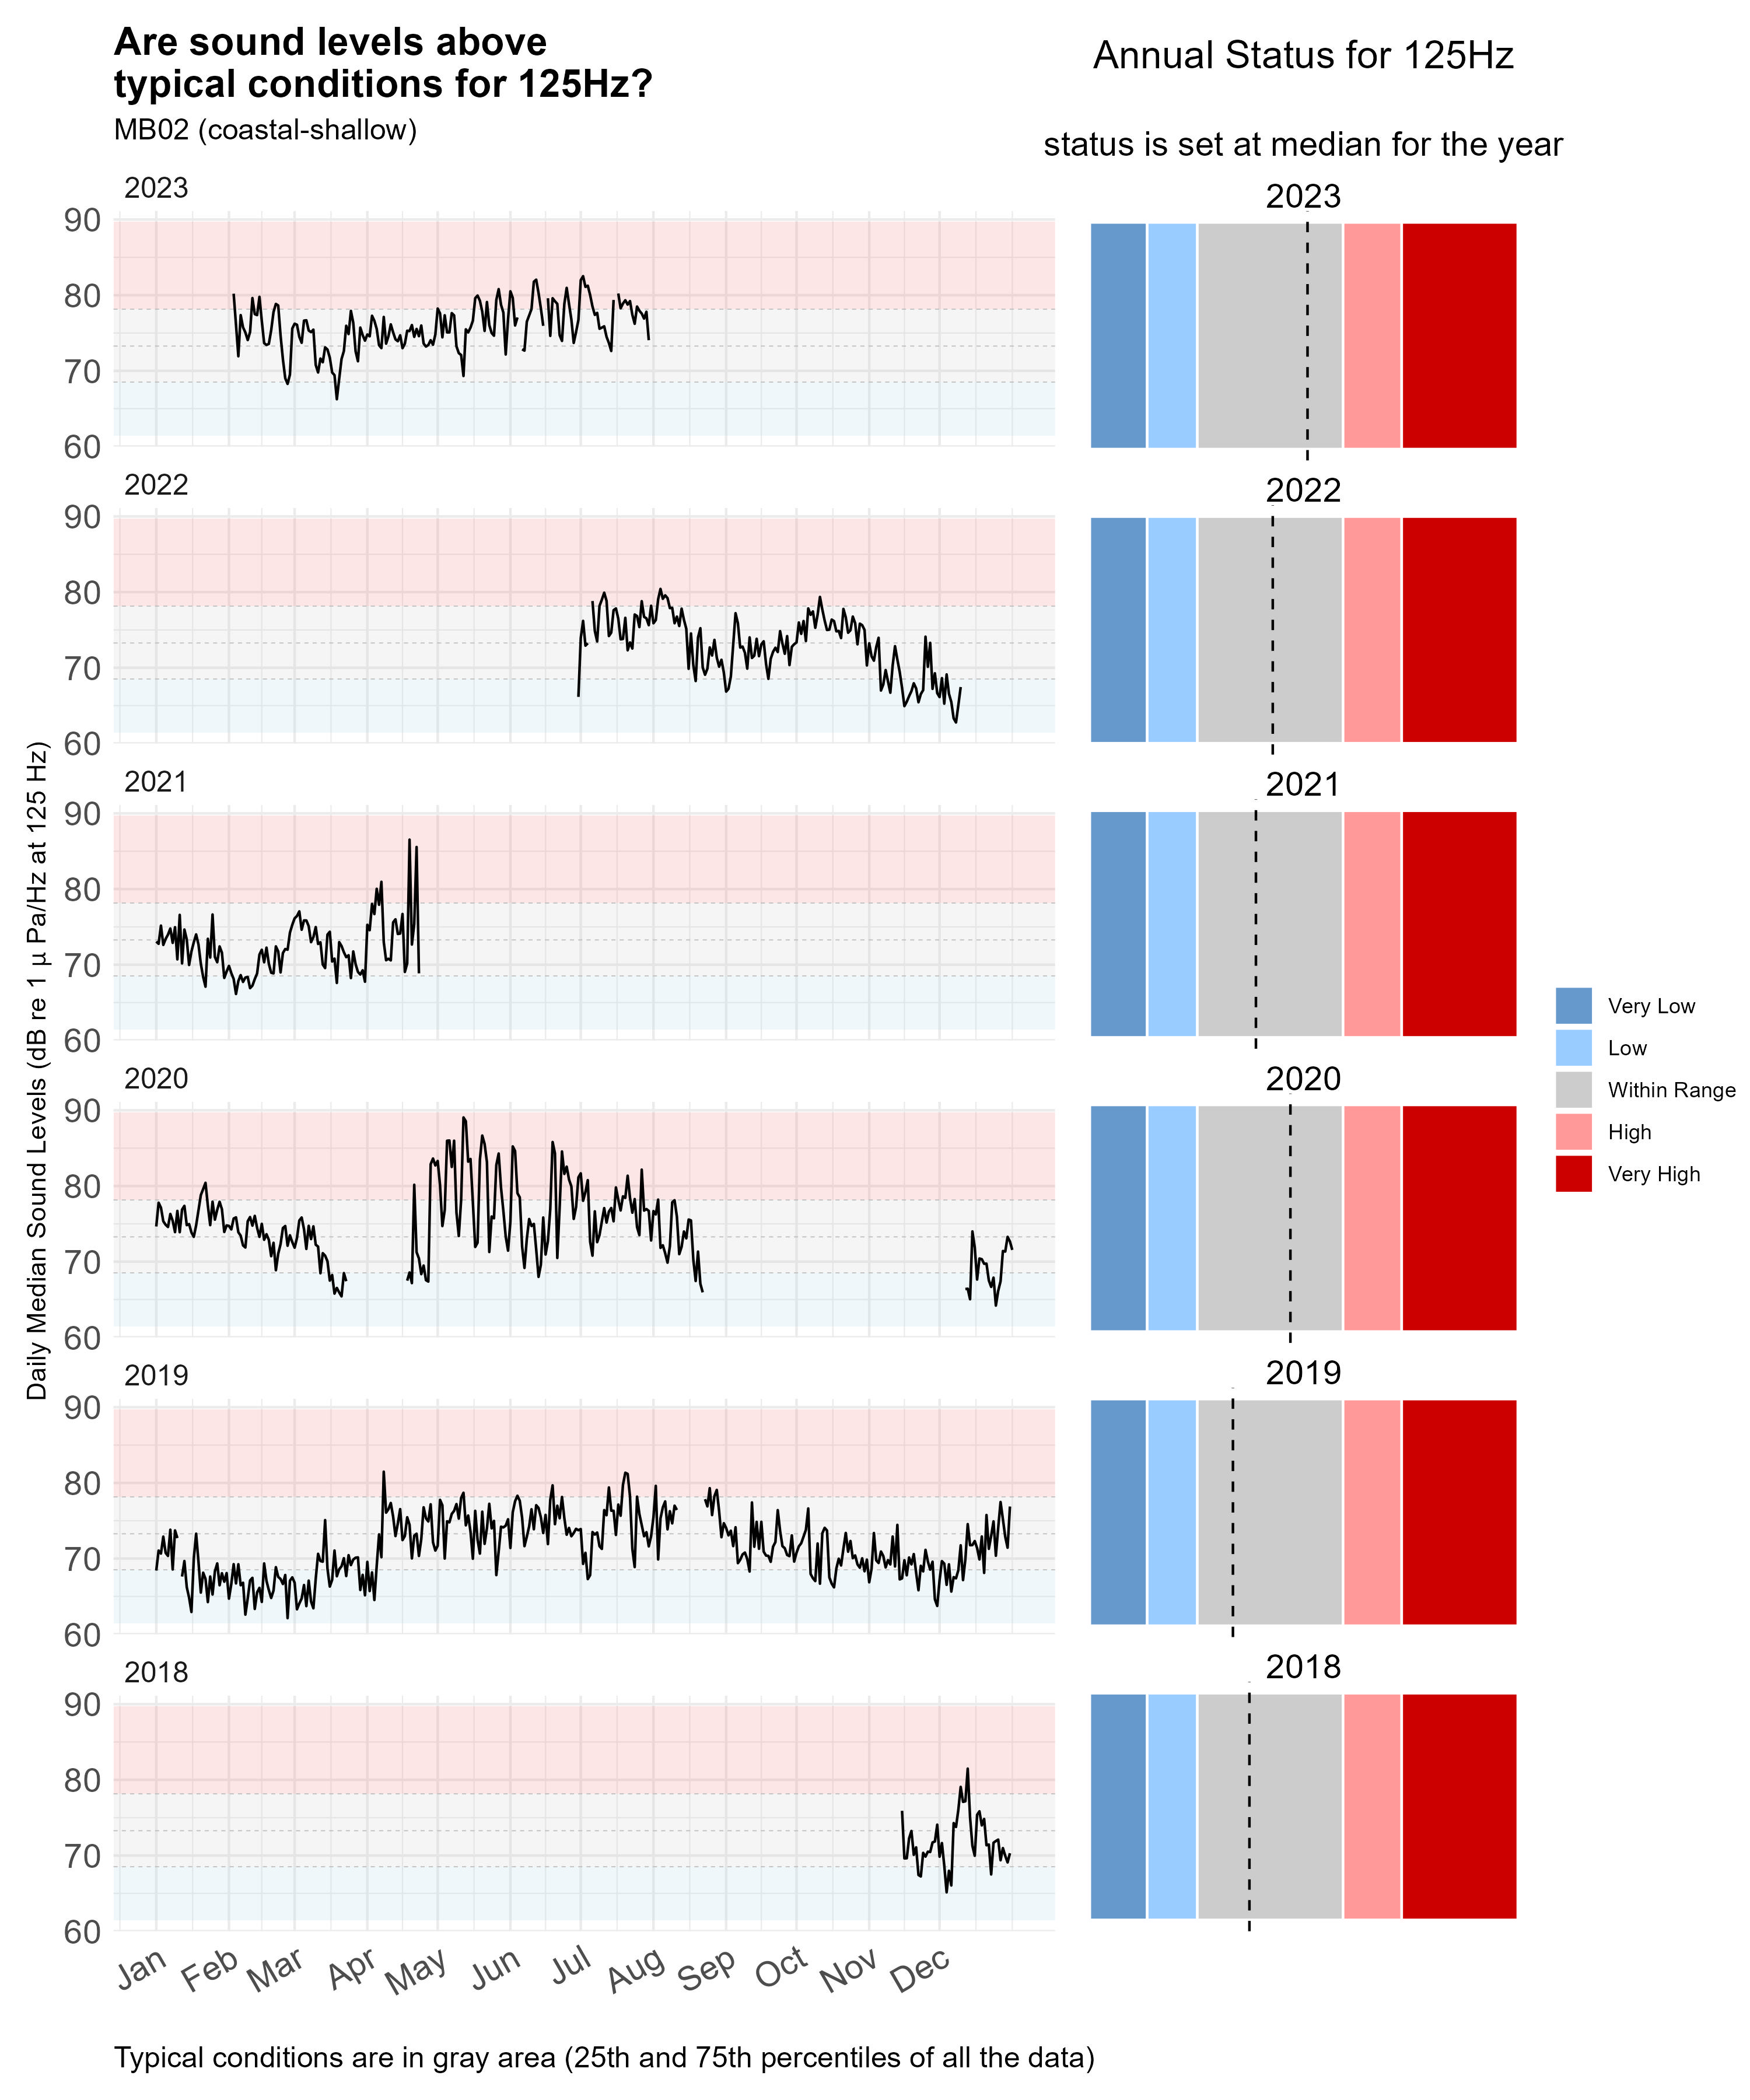 Are sound levels above
typical conditions for 125Hz?
MB02 (coastal-shallow)
Annual Status for 125Hz
status is set at median for the year
Daily Median Sound Levels (dB re 1 µ Pa/Hz at 125 Hz)
2023
90
80
70
60
2023
2022
90
80
70
60
2022
2021
90
80
70
60
2021
2020
90
80
70
60
2020
2019
90
80
70
60
2019
2018
90
80
70
60
2018
Jan Feb Mar Apr May Jun Jul Aug Sep Oct Nov Dec
Very Low
Low
Within Range
High
Very High
Typical conditions are in gray area (25th and 75th percentiles of all the data)